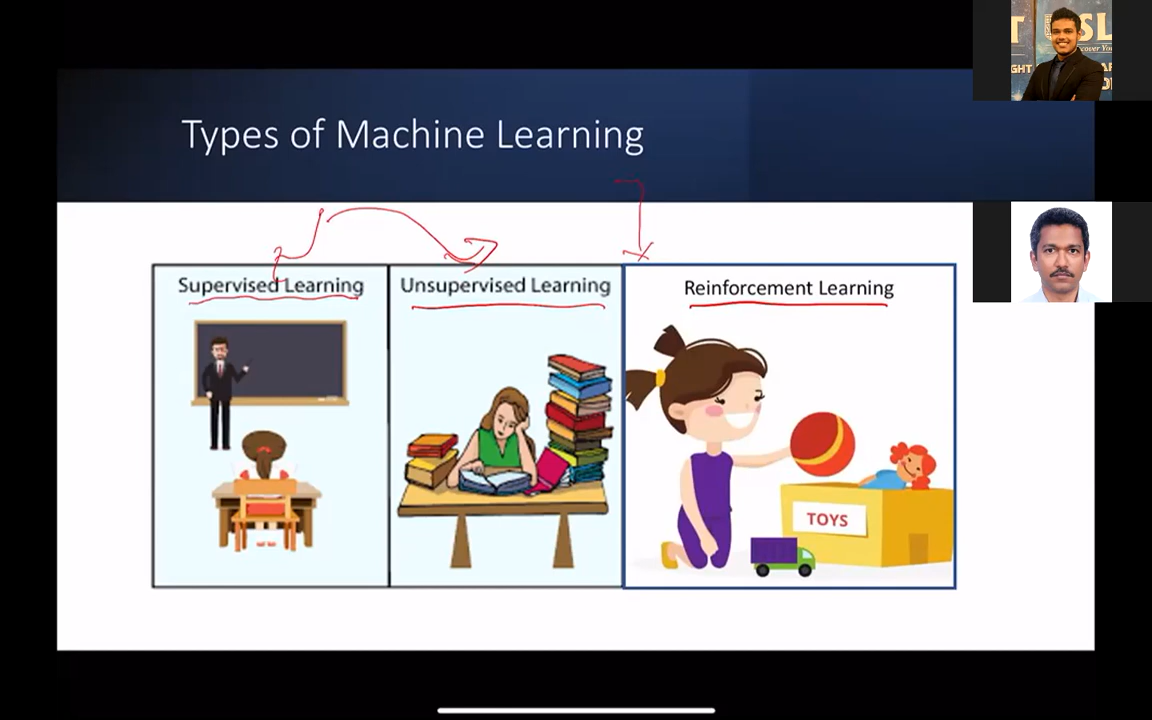 Types of Machine Learning
Supervised Learning
Unsupervised Learning
Reinforcement Learning
TOYS